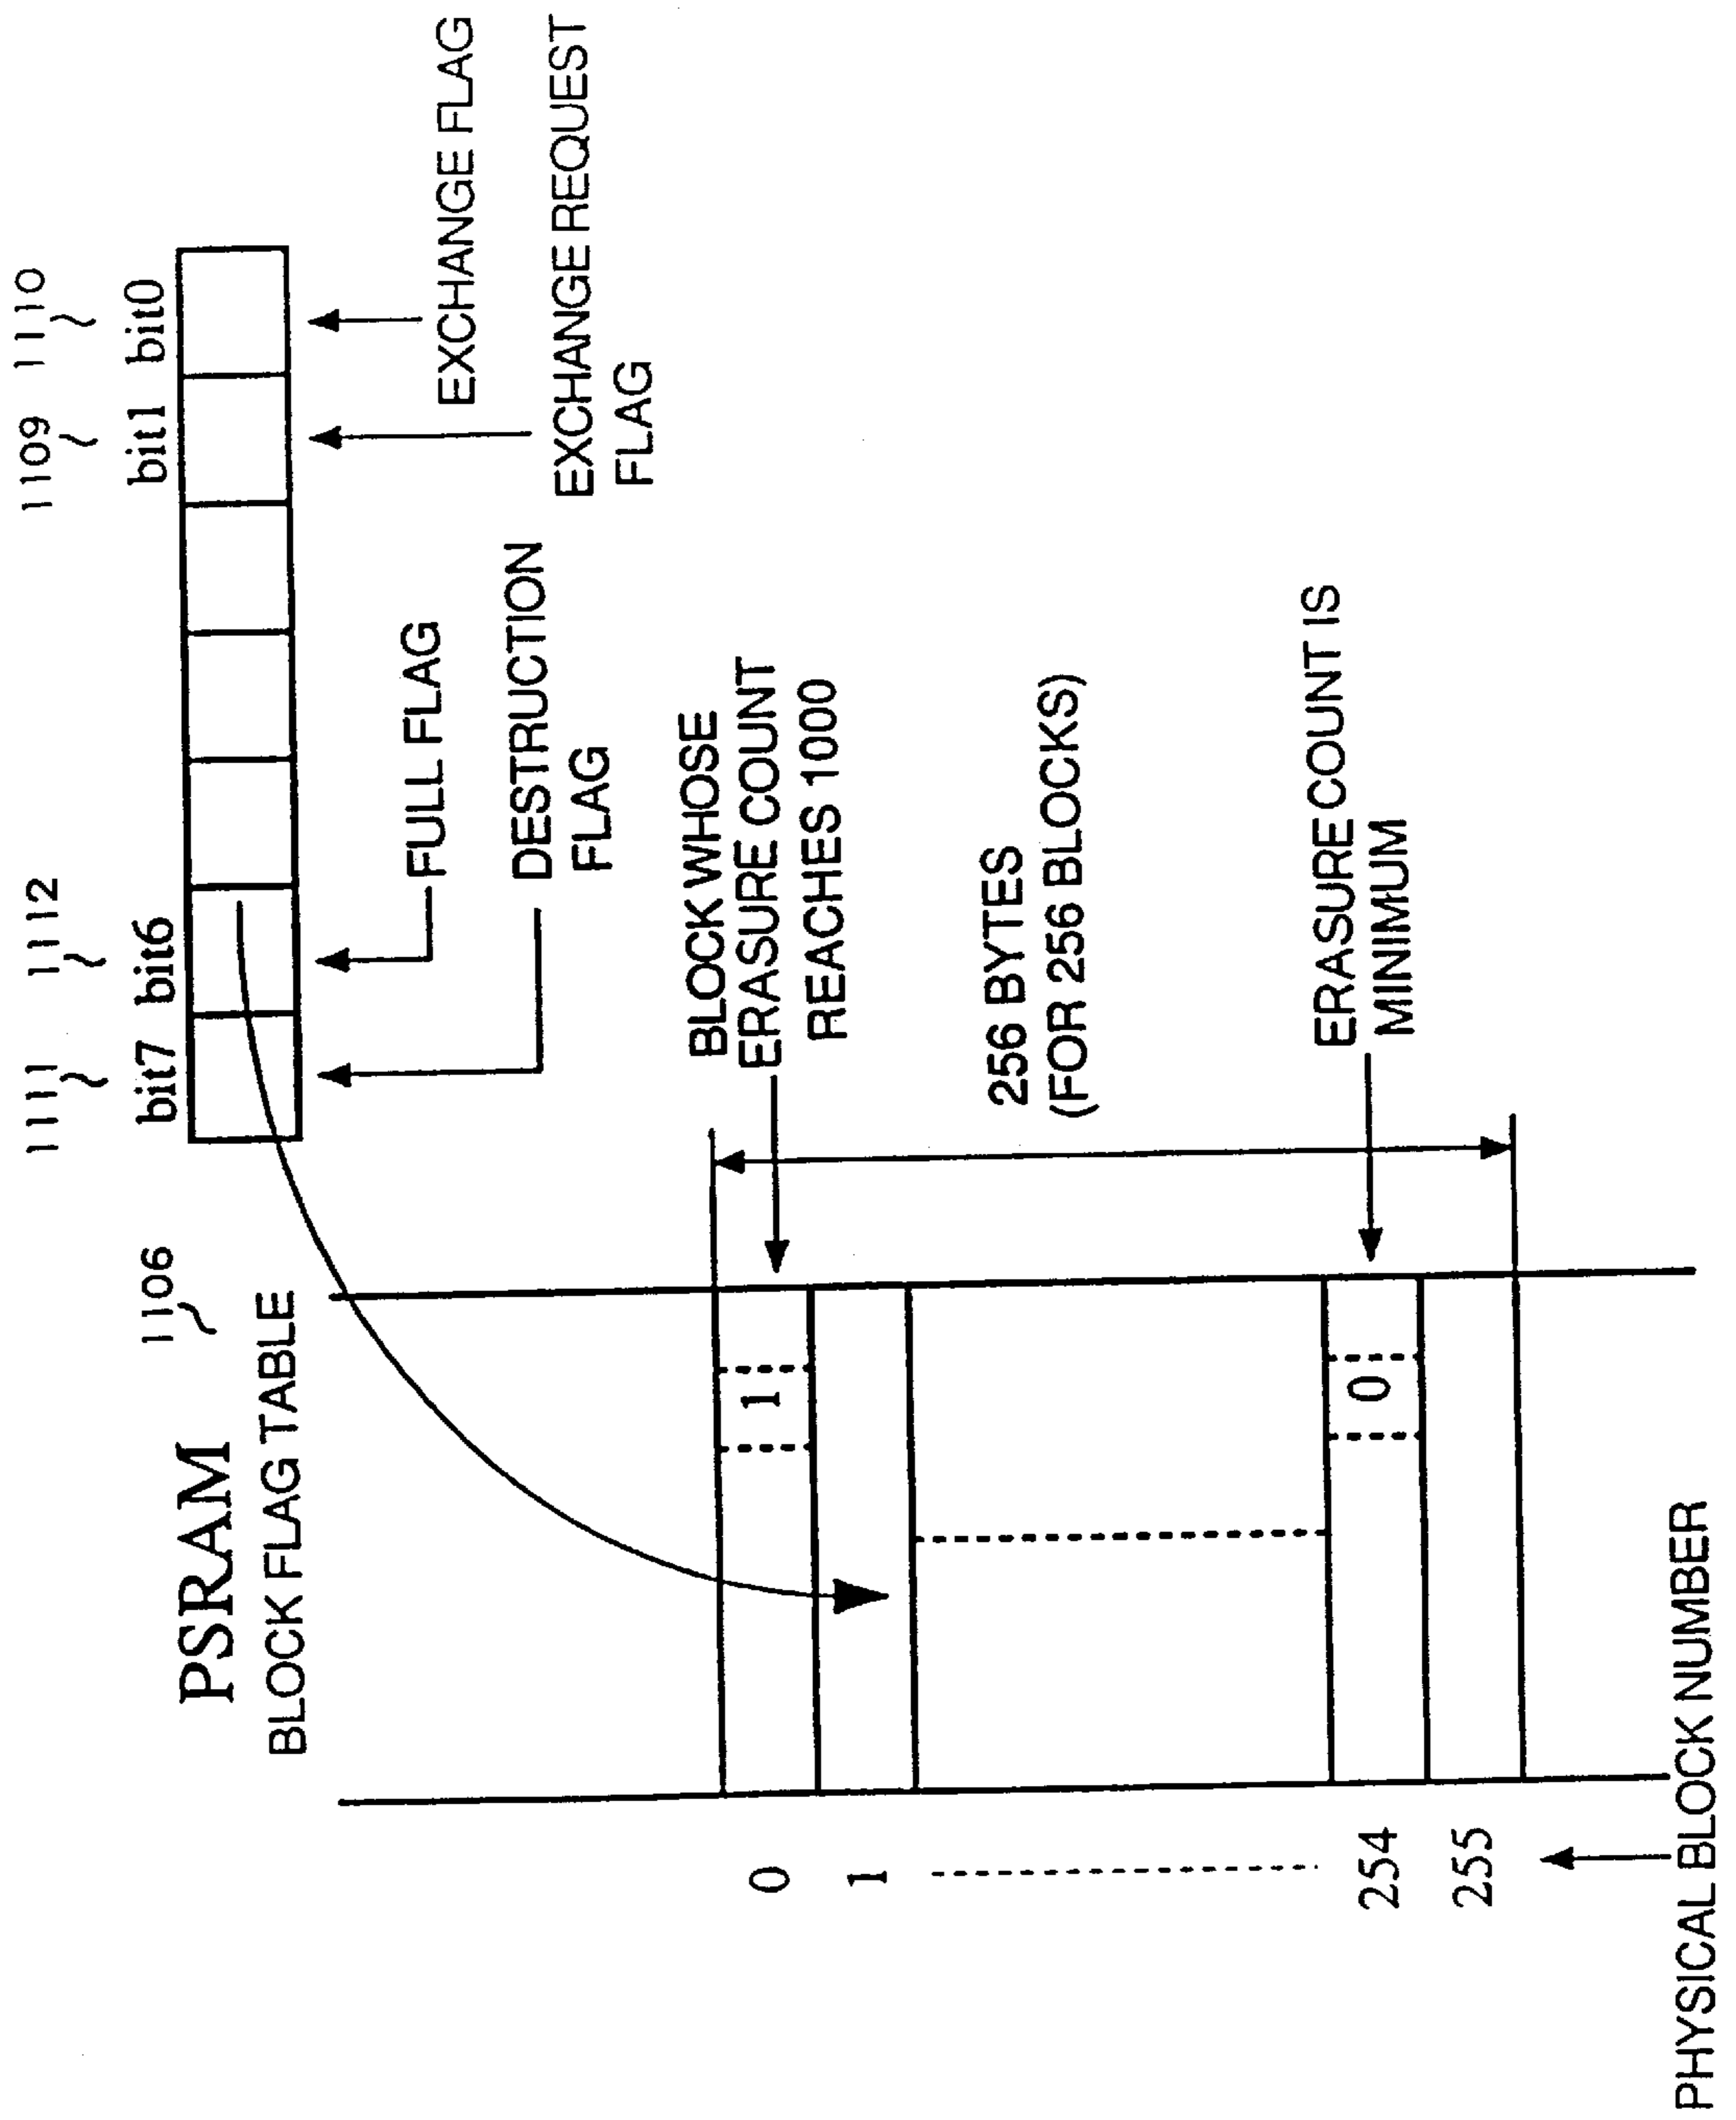 1111
1112
1109
1110
bit7 bit6
bit1 bit0
FULL FLAG
DESTRUCTION
FLAG
EXCHANGE FLAG
EXCHANGE REQUEST
FLAG
1106
PSRAM
BLOCK FLAG TABLE
0
1
1
254
0
255
PHYSICAL BLOCK NUMBER
BLOCK WHOSE
ERASURE COUNT
REACHES 1000
256 BYTES
(FOR 256 BLOCKS)
ERASURE COUNT IS
MINIMUM